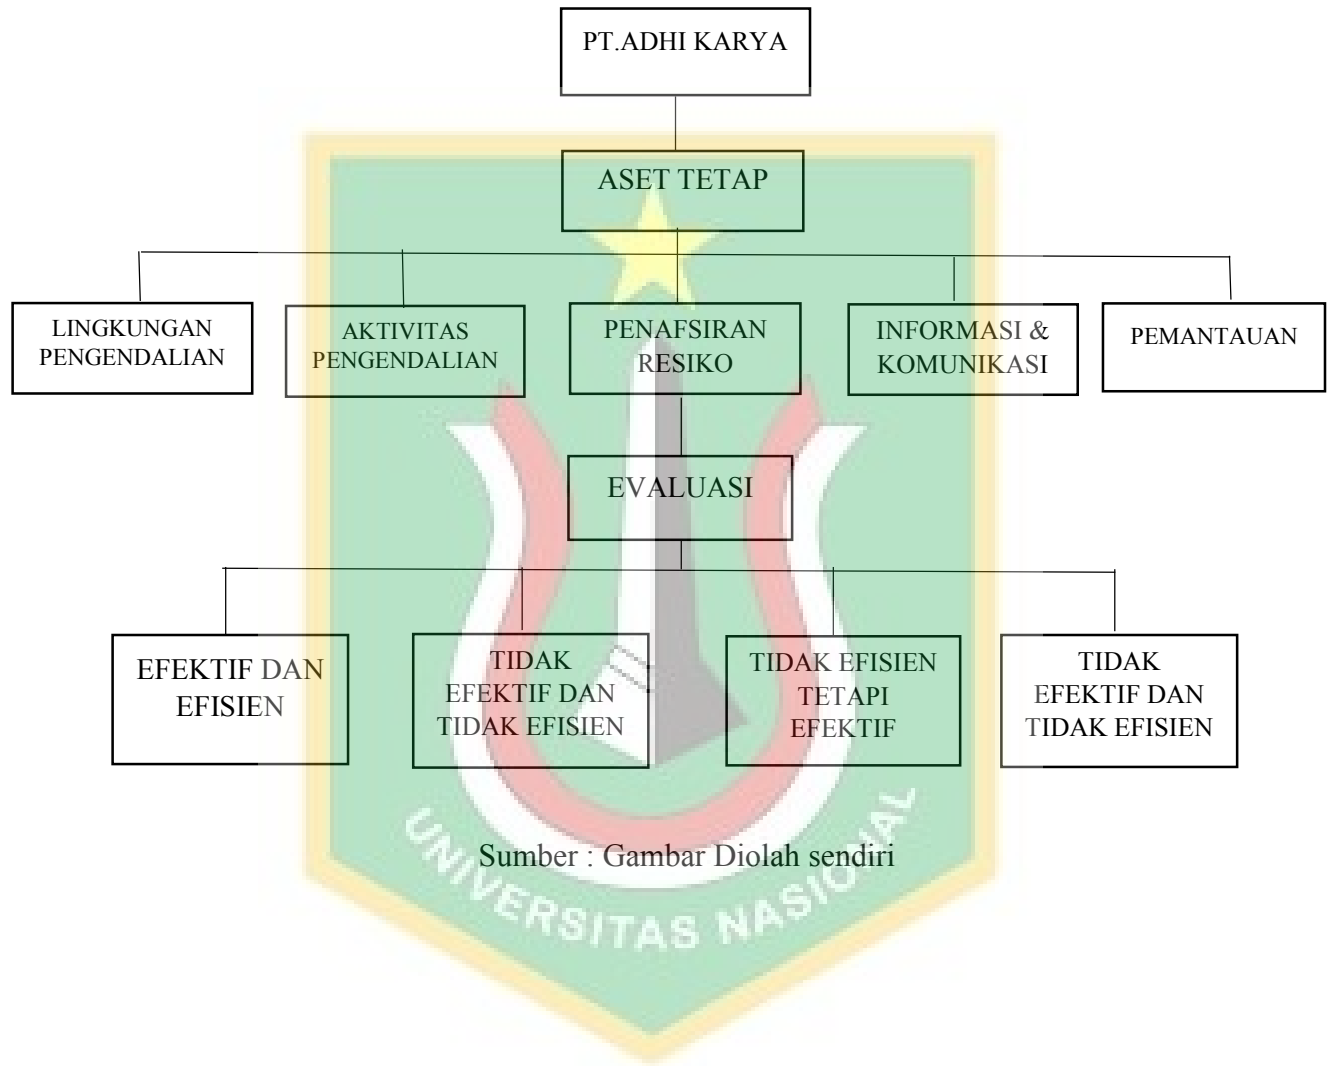 PT.ADHI KARYA
ASET TETAP
LINGKUNGAN
PENGENDALIAN
AKTIVITAS
PENGENDALIAN
PENAFSIRAN
RESIKO
INFORMASI &
KOMUNIKASI
PEMANTAUAN
EVALUASI
EFEKTIF DAN
EFISIEN
TIDAK
EFEKTIF DAN
TIDAK EFISIEN
TIDAK EFISIEN
TETAPI
EFEKTIF
TIDAK
EFEKTIF DAN
TIDAK EFISIEN
Sumber : Gambar Diolah sendiri
UNIVERSITAS NASIONAL